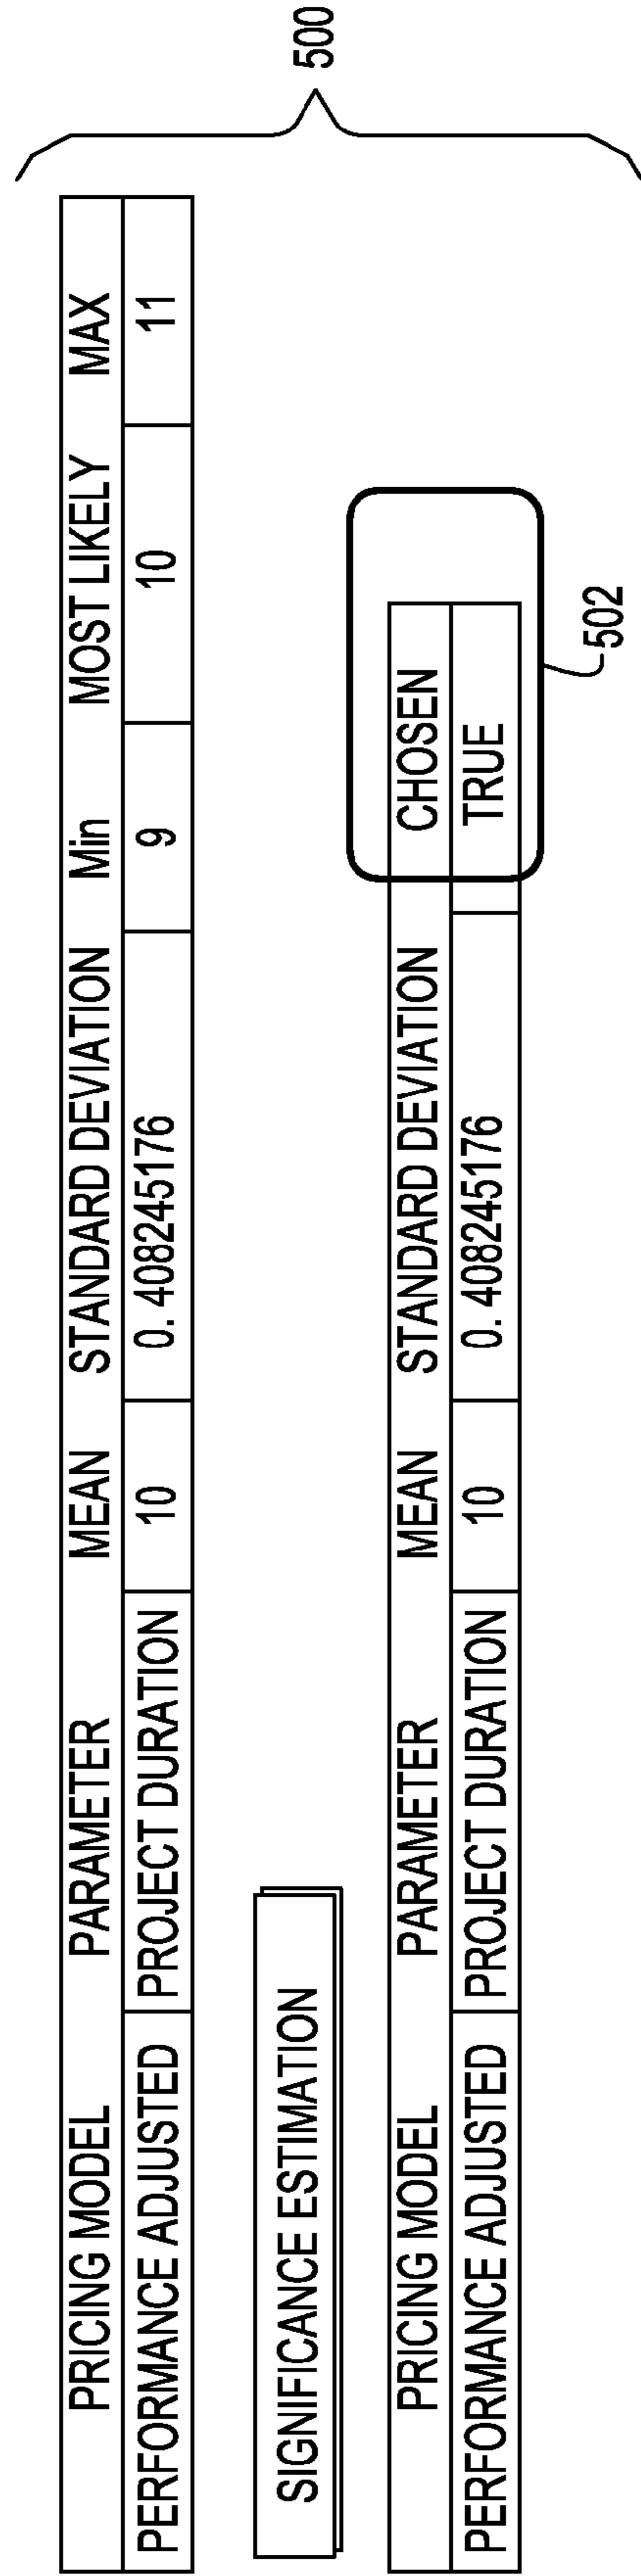 PRICING MODEL PARAMETER MEAN STANDARD DEVIATION Min MOST LIKELY MAX
PERFORMANCE ADJUSTED PROJECT DURATION 10 0. 408245176 9 10 11
SIGNIFICANCE ESTIMATION
PRICING MODEL PARAMETER MEAN STANDARD DEVIATION CHOSEN
PERFORMANCE ADJUSTED PROJECT DURATION 10 0. 408245176 TRUE
502
500